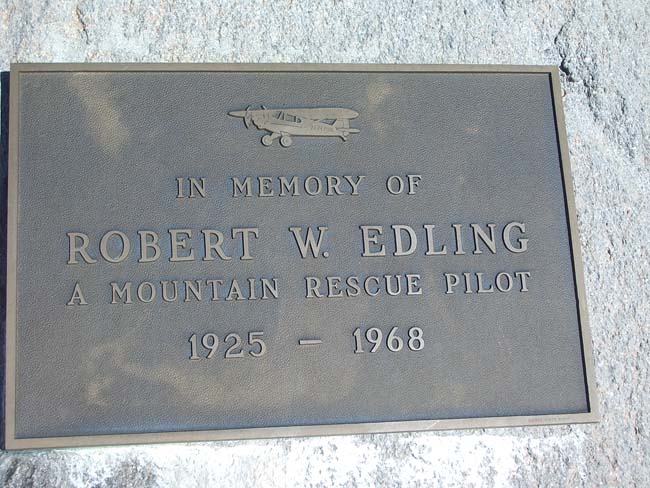 IN MEMORY OF
ROBERT W. EDLING
A MOUNTAIN RESCUE PILOT
1925 – 1968